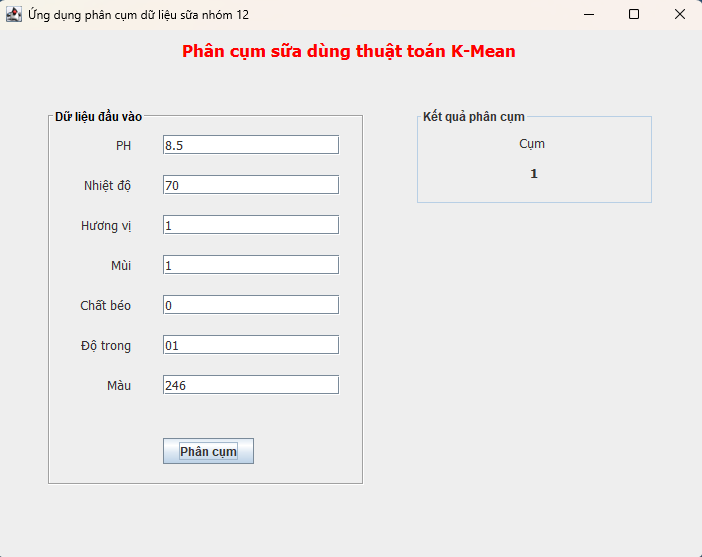 Ứng dụng phân cụm dữ liệu sữa nhóm 12
Phân cụm sữa dùng thuật toán K-Mean
Dữ liệu đầu vào
PH 8.5
Nhiệt độ 70
Hương vị 1
Mùi 1
Chất béo 0
Độ trong 01
Màu 246
Phân cụm
Kết quả phân cụm
Cụm
1